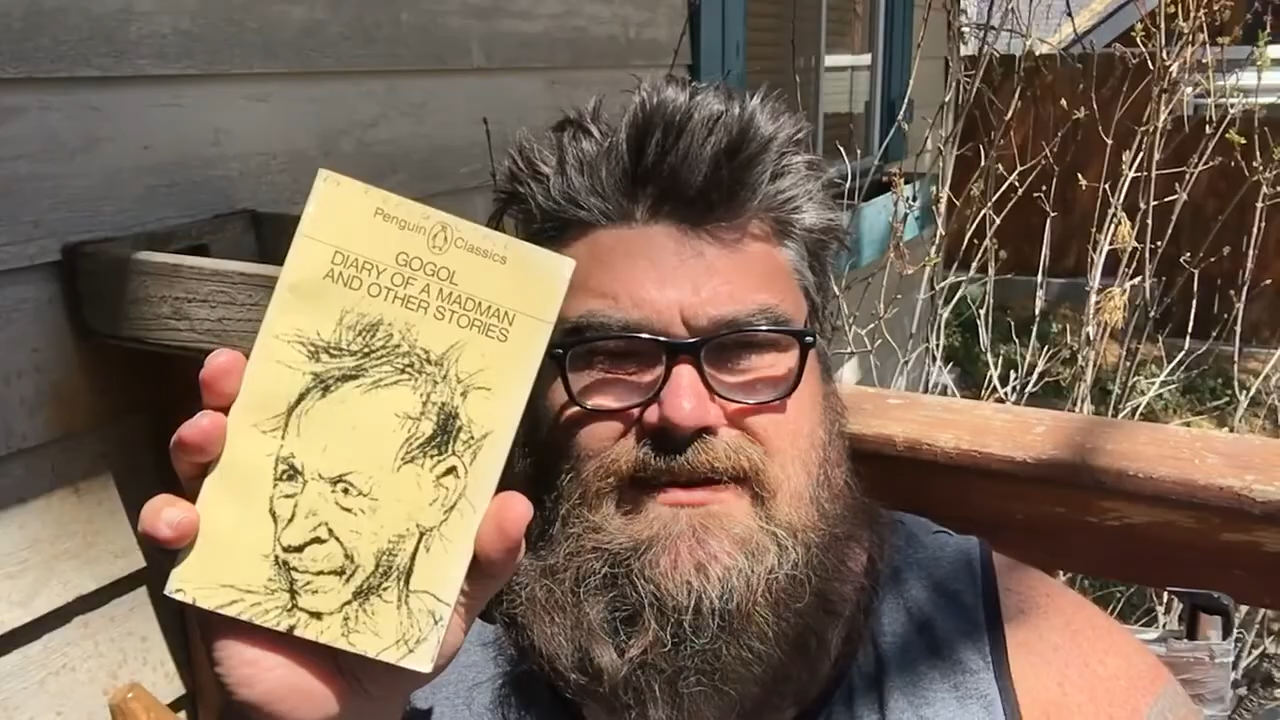 Penguin Classics
GOGOL
DIARY OF A MADMAN
AND OTHER STORIES